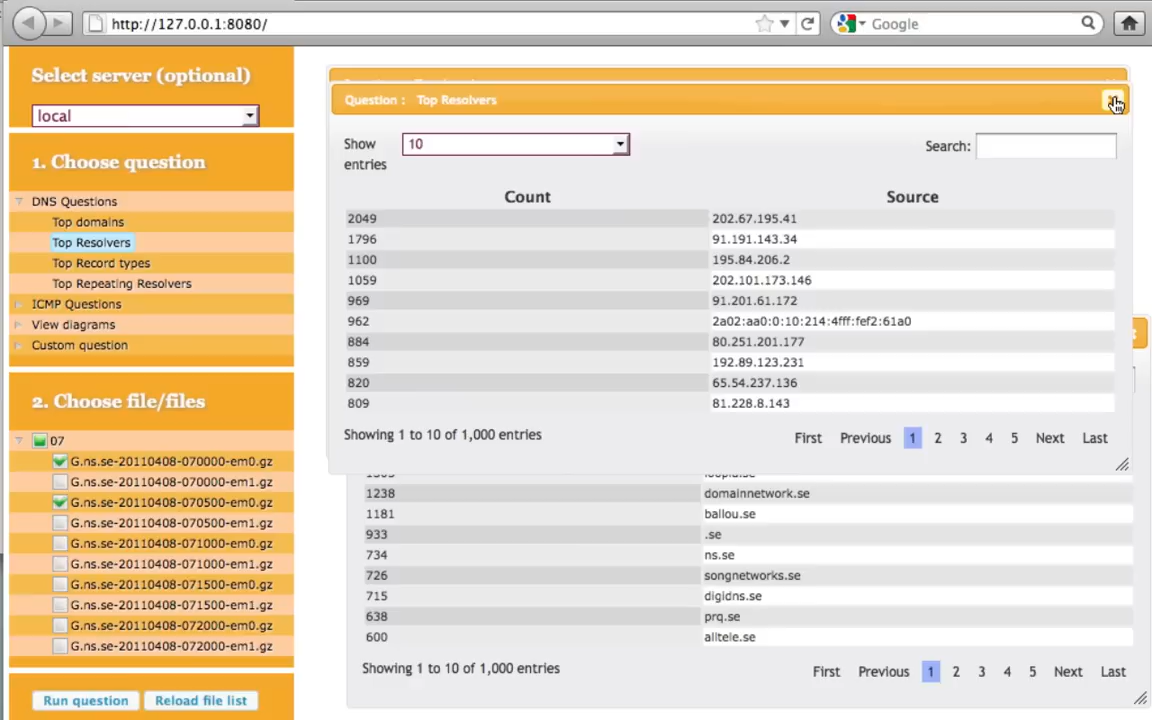 http://127.0.0.1:8080/
Google
Select server (optional)
local
1. Choose question
DNS Questions
Top domains
Top Resolvers
Top Record types
Top Repeating Resolvers
ICMP Questions
View diagrams
Custom question
2. Choose file/files
07
G.ns.se-20110408-070000-em0.gz
G.ns.se-20110408-070000-em1.gz
G.ns.se-20110408-070500-em0.gz
G.ns.se-20110408-070500-em1.gz
G.ns.se-20110408-071000-em0.gz
G.ns.se-20110408-071000-em1.gz
G.ns.se-20110408-071500-em0.gz
G.ns.se-20110408-071500-em1.gz
G.ns.se-20110408-072000-em0.gz
G.ns.se-20110408-072000-em1.gz
Run question Reload file list
Question : Top Resolvers
Show entries 10 Search:
Count Source
2049 202.67.195.41
1796 91.191.143.34
1100 195.84.206.2
1059 202.101.173.146
969 91.201.61.172
962 2a02:aa0:0:10:214:4fff:fef2:61a0
884 80.251.201.177
859 192.89.123.231
820 65.54.237.136
809 81.228.8.143
Showing 1 to 10 of 1,000 entries First Previous 1 2 3 4 5 Next Last
1238 domainnetwork.se
1181 ballou.se
933 .se
734 ns.se
726 songnetworks.se
715 digidns.se
638 prq.se
600 alltele.se
Showing 1 to 10 of 1,000 entries First Previous 1 2 3 4 5 Next Last